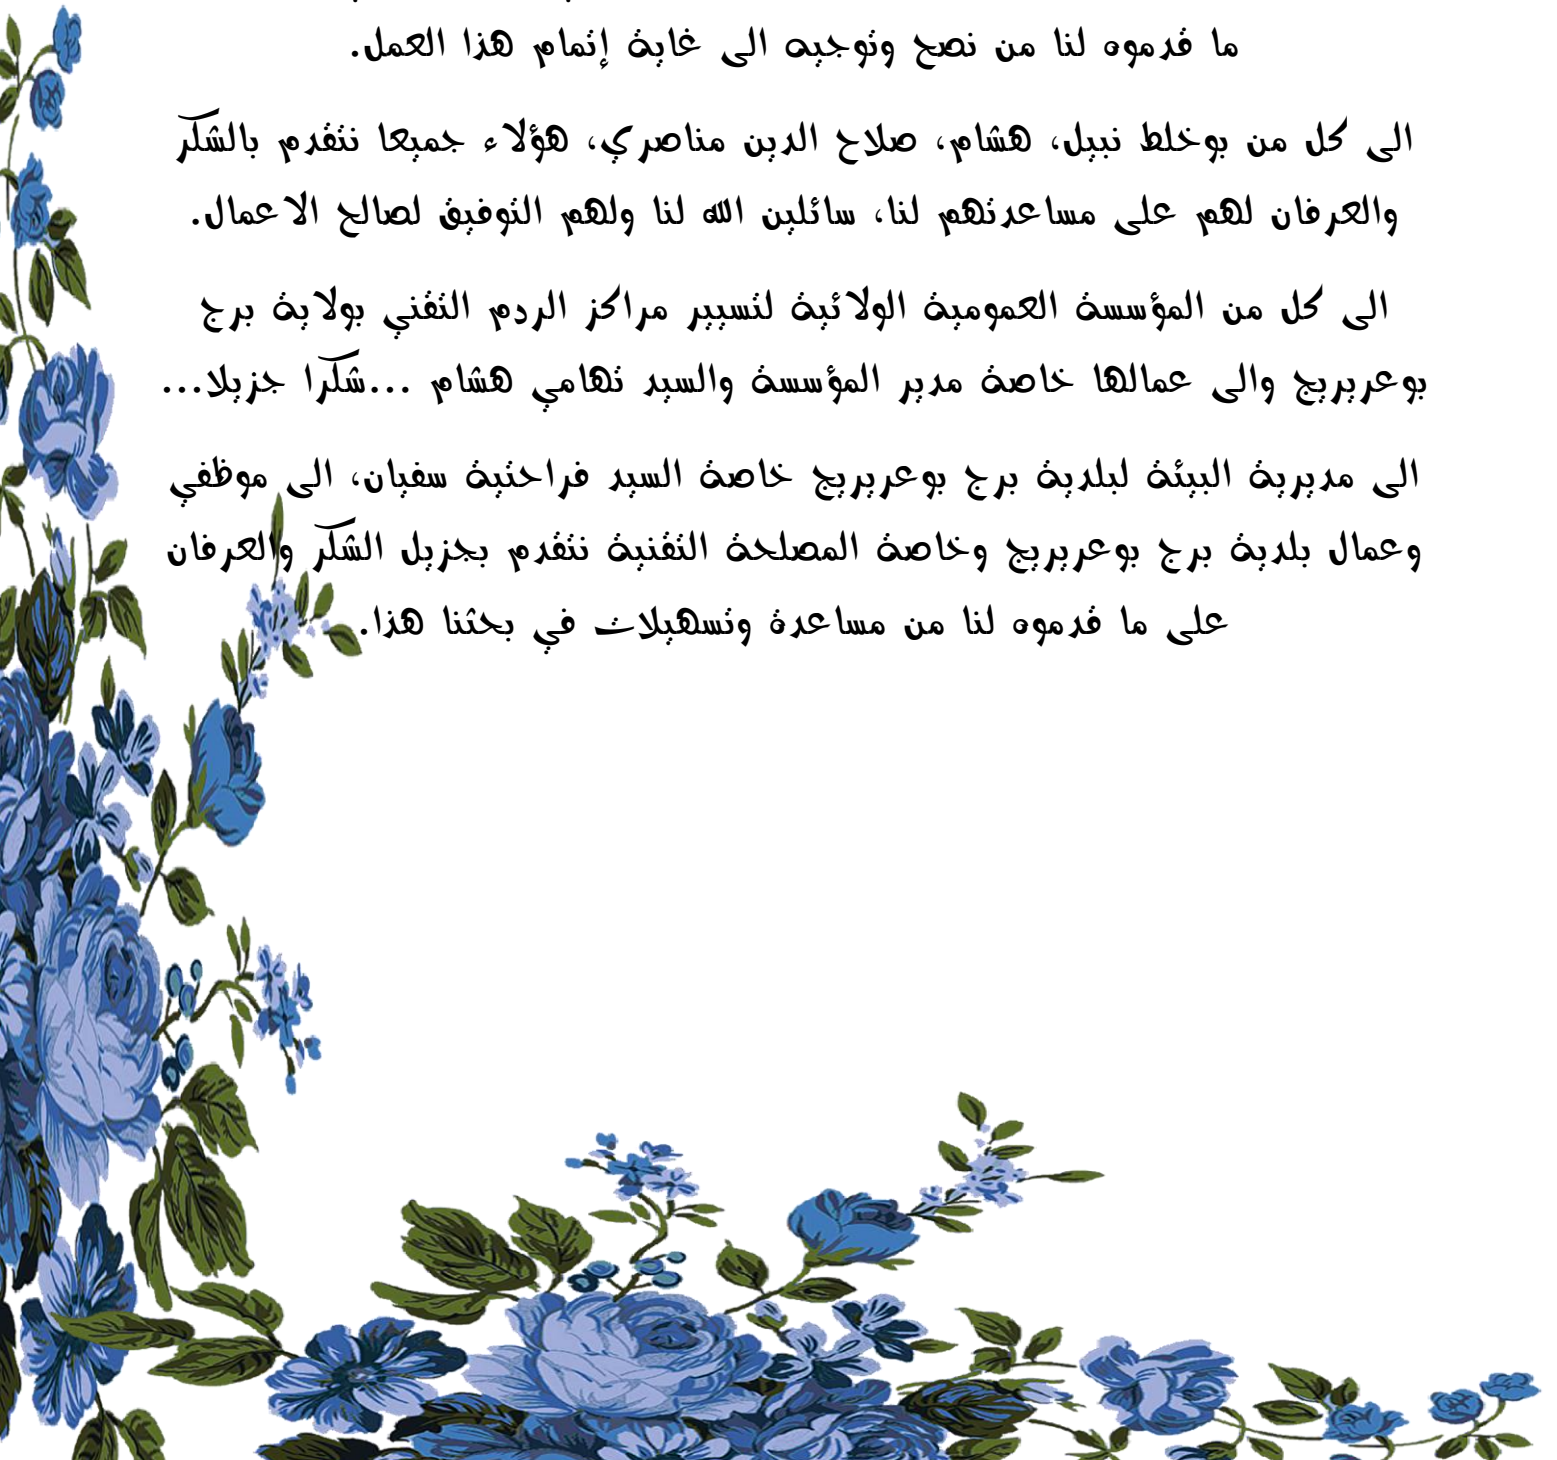 ما قدموه لنا من نصح وتوجيه الى غاية إتمام هذا العمل.
الى كل من بوخلط نبيل، هشام، صلاح الدين مناصري، هؤلاء جميعا نتقدم بالشكر
والعرفان لهم على مساعدتهم لنا، سائلين الله لنا ولهم التوفيق لصالح الاعمال.
الى كل من المؤسسة العمومية الولائية لتسيير مراكز الردم التقني بولاية برج
بوعريريج والى عمالها خاصة مدير المؤسسة والسيد تهامي هشام ...شكرا جزيلا...
الى مديرية البيئة لبلدية برج بوعريريج خاصة السيد فراحتية سفيان، الى موظفي
وعمال بلدية برج بوعريريج وخاصة المصلحة التقنية نتقدم بجزيل الشكر والعرفان
على ما قدموه لنا من مساعدة وتسهيلات في بحثنا هذا.